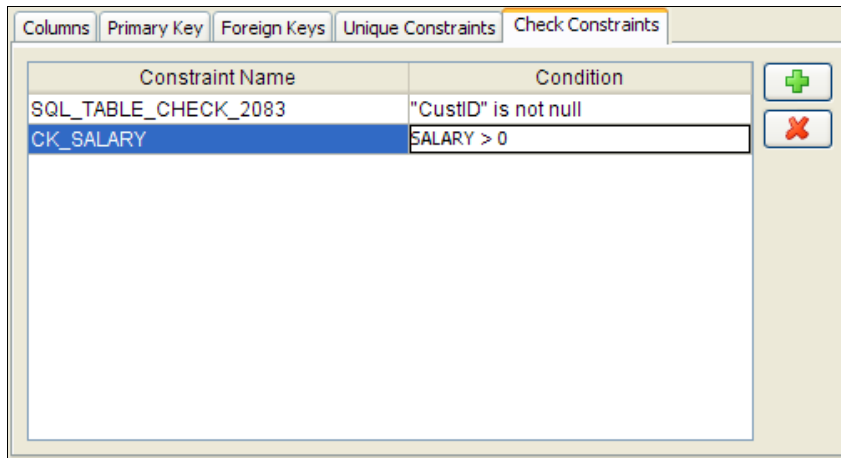 Columns Primary Key Foreign Keys Unique Constraints Check Constraints
Constraint Name Condition
SQL_TABLE_CHECK_2083 "CustID" is not null
CK_SALARY SALARY > 0